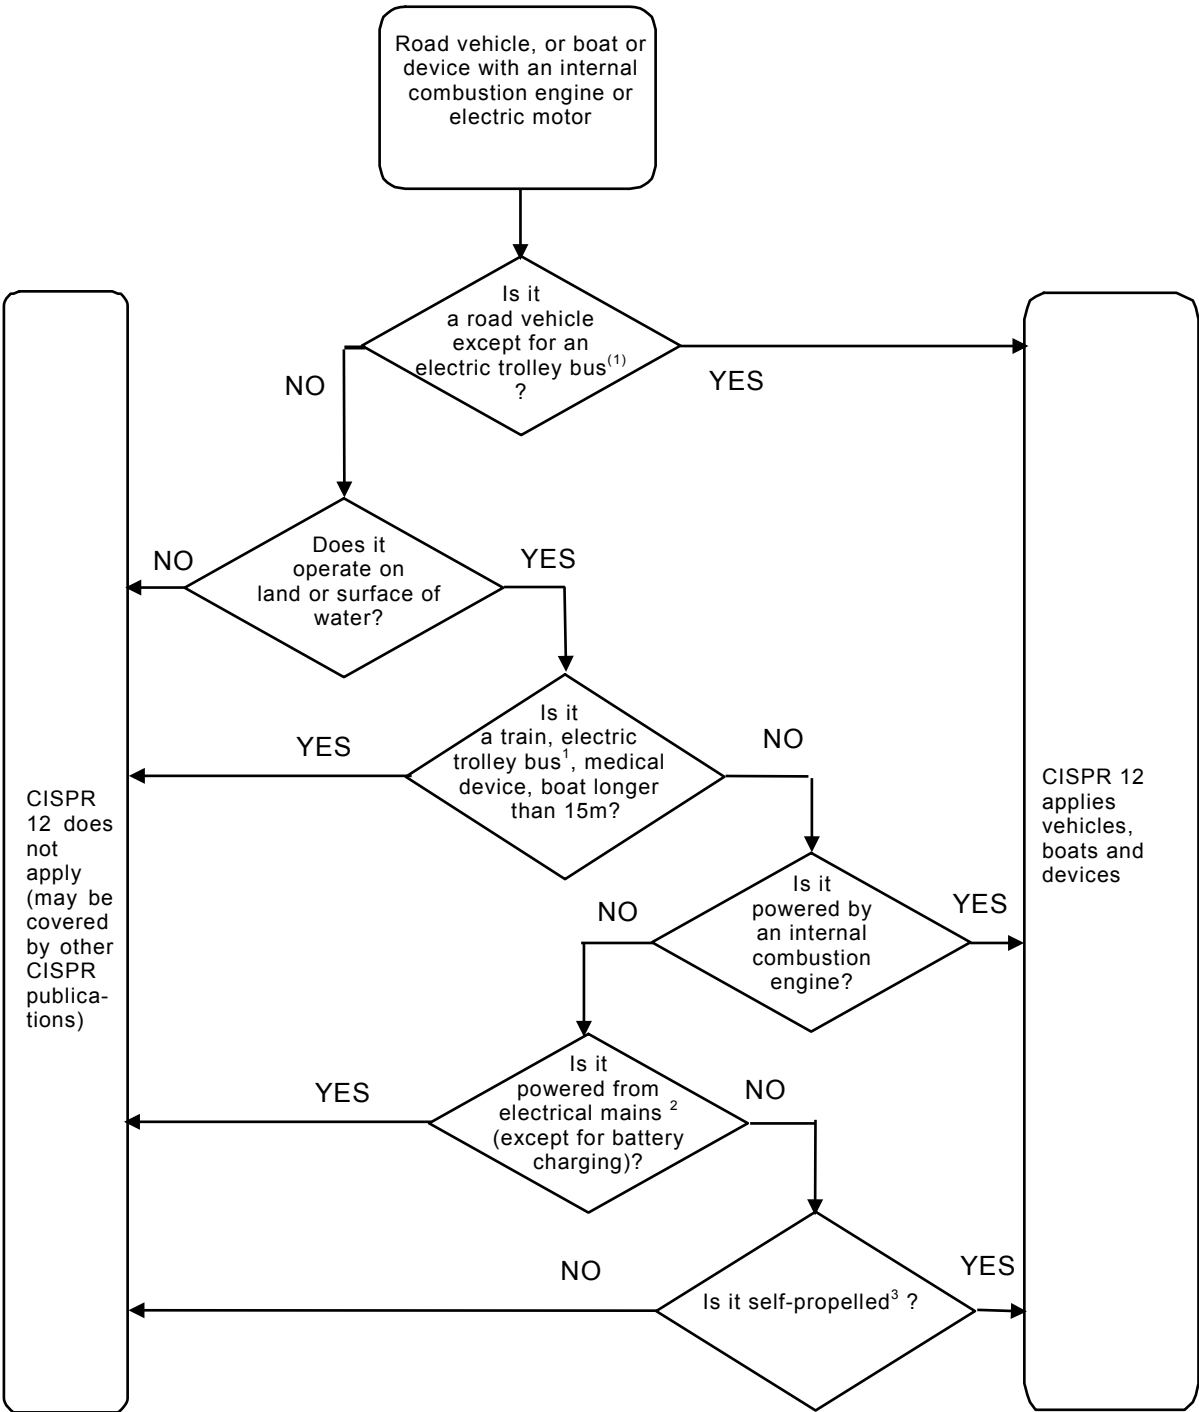 Road vehicle, or boat or
device with an internal
combustion engine or
electric motor
Is it
a road vehicle
except for an
electric trolley bus(1)
?
NO
YES
Does it
operate on
land or surface of
water?
NO
YES
Is it
a train, electric
trolley bus1, medical
device, boat longer
than 15m?
YES
NO
Is it
powered by
an internal
combustion
engine?
NO
YES
Is it
powered from
electrical mains 2
(except for battery
charging)?
YES
NO
Is it self-propelled3 ?
NO
YES
CISPR
12 does
not
apply
(may be
covered
by other
CISPR
publica-
tions)
CISPR 12
applies
vehicles,
boats and
devices